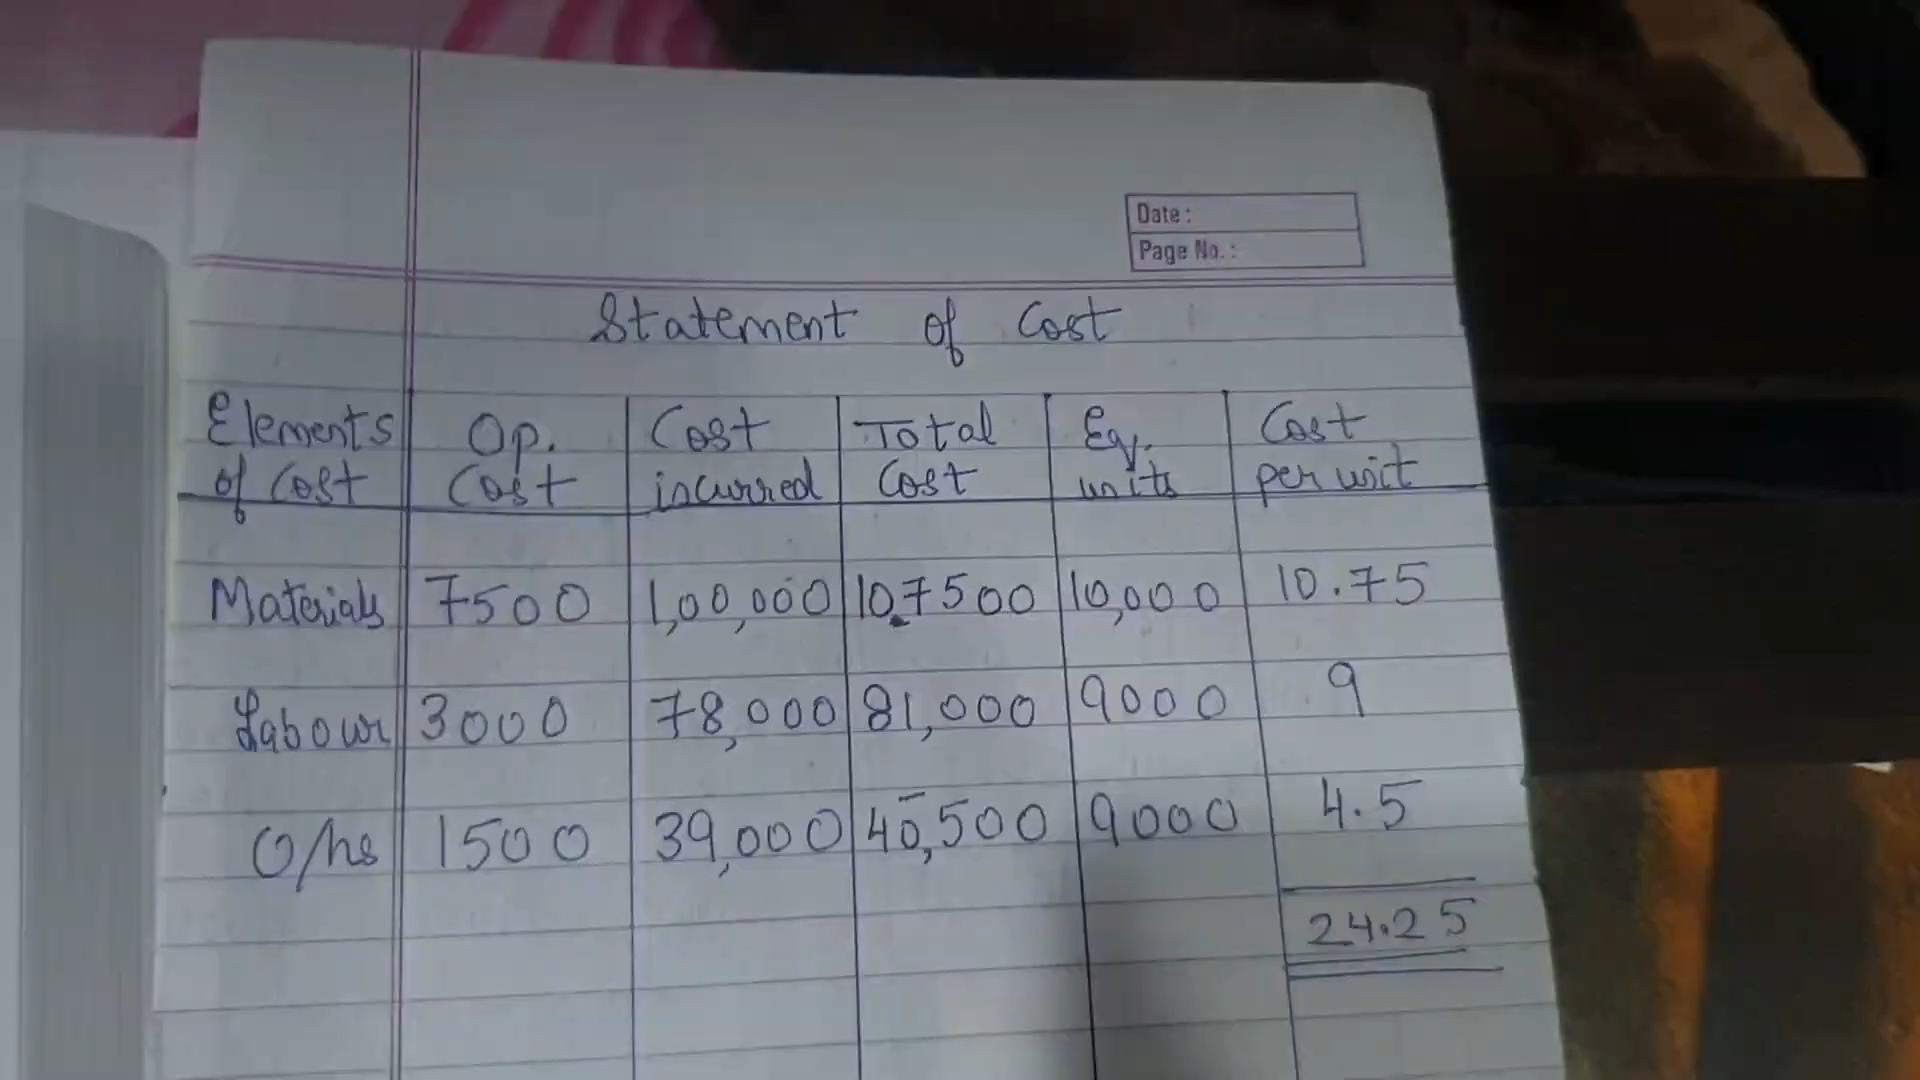 Date :
Page No. :
Statement of Cost
Elements of Cost | Op. Cost | Cost incurred | Total Cost | Eq. units | Cost per unit
Materials | 7500 | 1,00,000 | 10,7500 | 10,000 | 10.75
Labour | 3000 | 78,000 | 81,000 | 9000 | 9
O/hs | 1500 | 39,000 | 40,500 | 9000 | 4.5
24.25